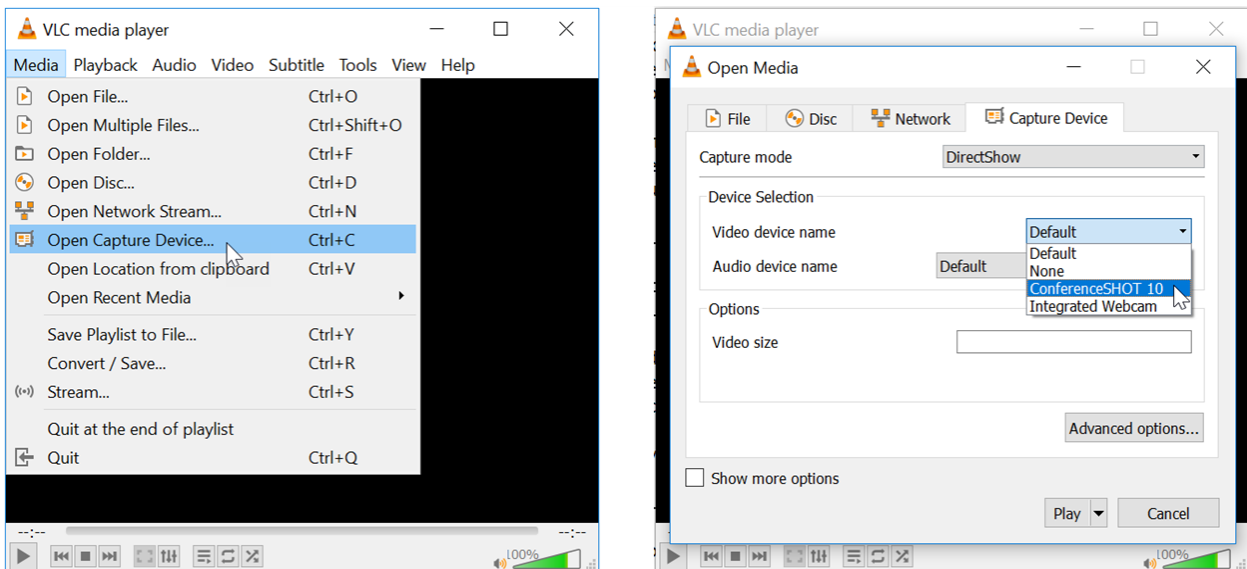 VLC media player
Media Playback Audio Video Subtitle Tools View Help
Open File... Ctrl+O
Open Multiple Files... Ctrl+Shift+O
Open Folder... Ctrl+F
Open Disc... Ctrl+D
Open Network Stream... Ctrl+N
Open Capture Device... Ctrl+C
Open Location from clipboard Ctrl+V
Open Recent Media
Save Playlist to File... Ctrl+Y
Convert / Save... Ctrl+R
Stream... Ctrl+S
Quit at the end of playlist
Quit Ctrl+Q
--:-- --:--
100%
VLC media player
Open Media
File Disc Network Capture Device
Capture mode DirectShow
Device Selection
Video device name Default
Default
None
ConferenceSHOT 10
Integrated Webcam
Audio device name Default
Options
Video size
Advanced options...
Show more options
Play Cancel
100%